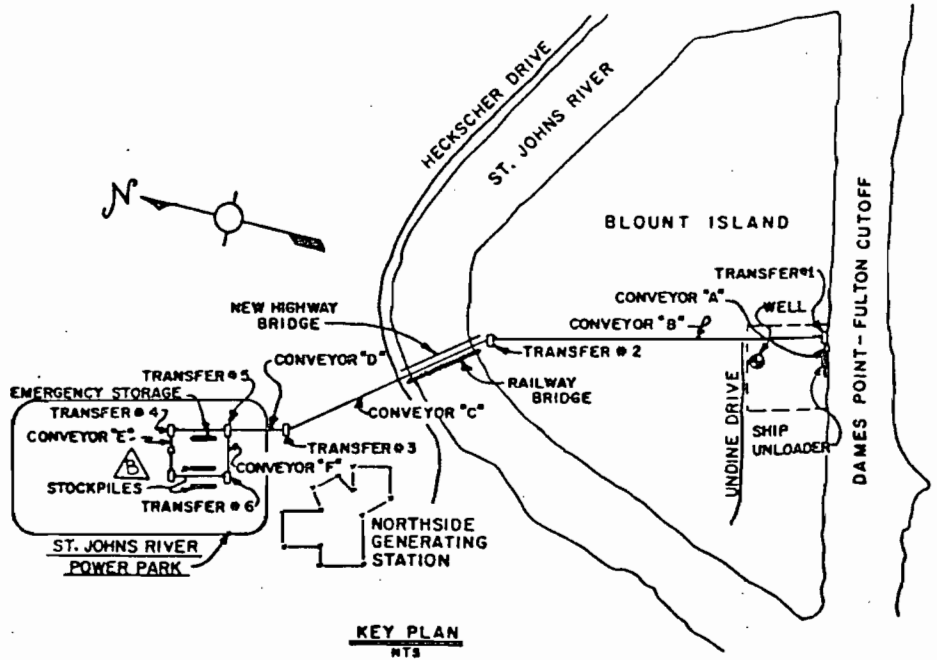 HECKSCHER DRIVE
ST. JOHNS RIVER
N
BLOUNT ISLAND
DAMES POINT-FULTON CUTOFF
TRANSFER #1
CONVEYOR "A"
WELL
NEW HIGHWAY
BRIDGE
CONVEYOR "B"
TRANSFER # 2
CONVEYOR "D"
TRANSFER # 5
RAILWAY
BRIDGE
EMERGENCY STORAGE
CONVEYOR "C"
TRANSFER # 4
UNDINE DRIVE
SHIP
UNLOADER
CONVEYOR "E"
TRANSFER # 3
B
CONVEYOR "F"
STOCKPILES
TRANSFER # 6
NORTHSIDE
GENERATING
STATION
ST. JOHNS RIVER
POWER PARK
KEY PLAN
NTS